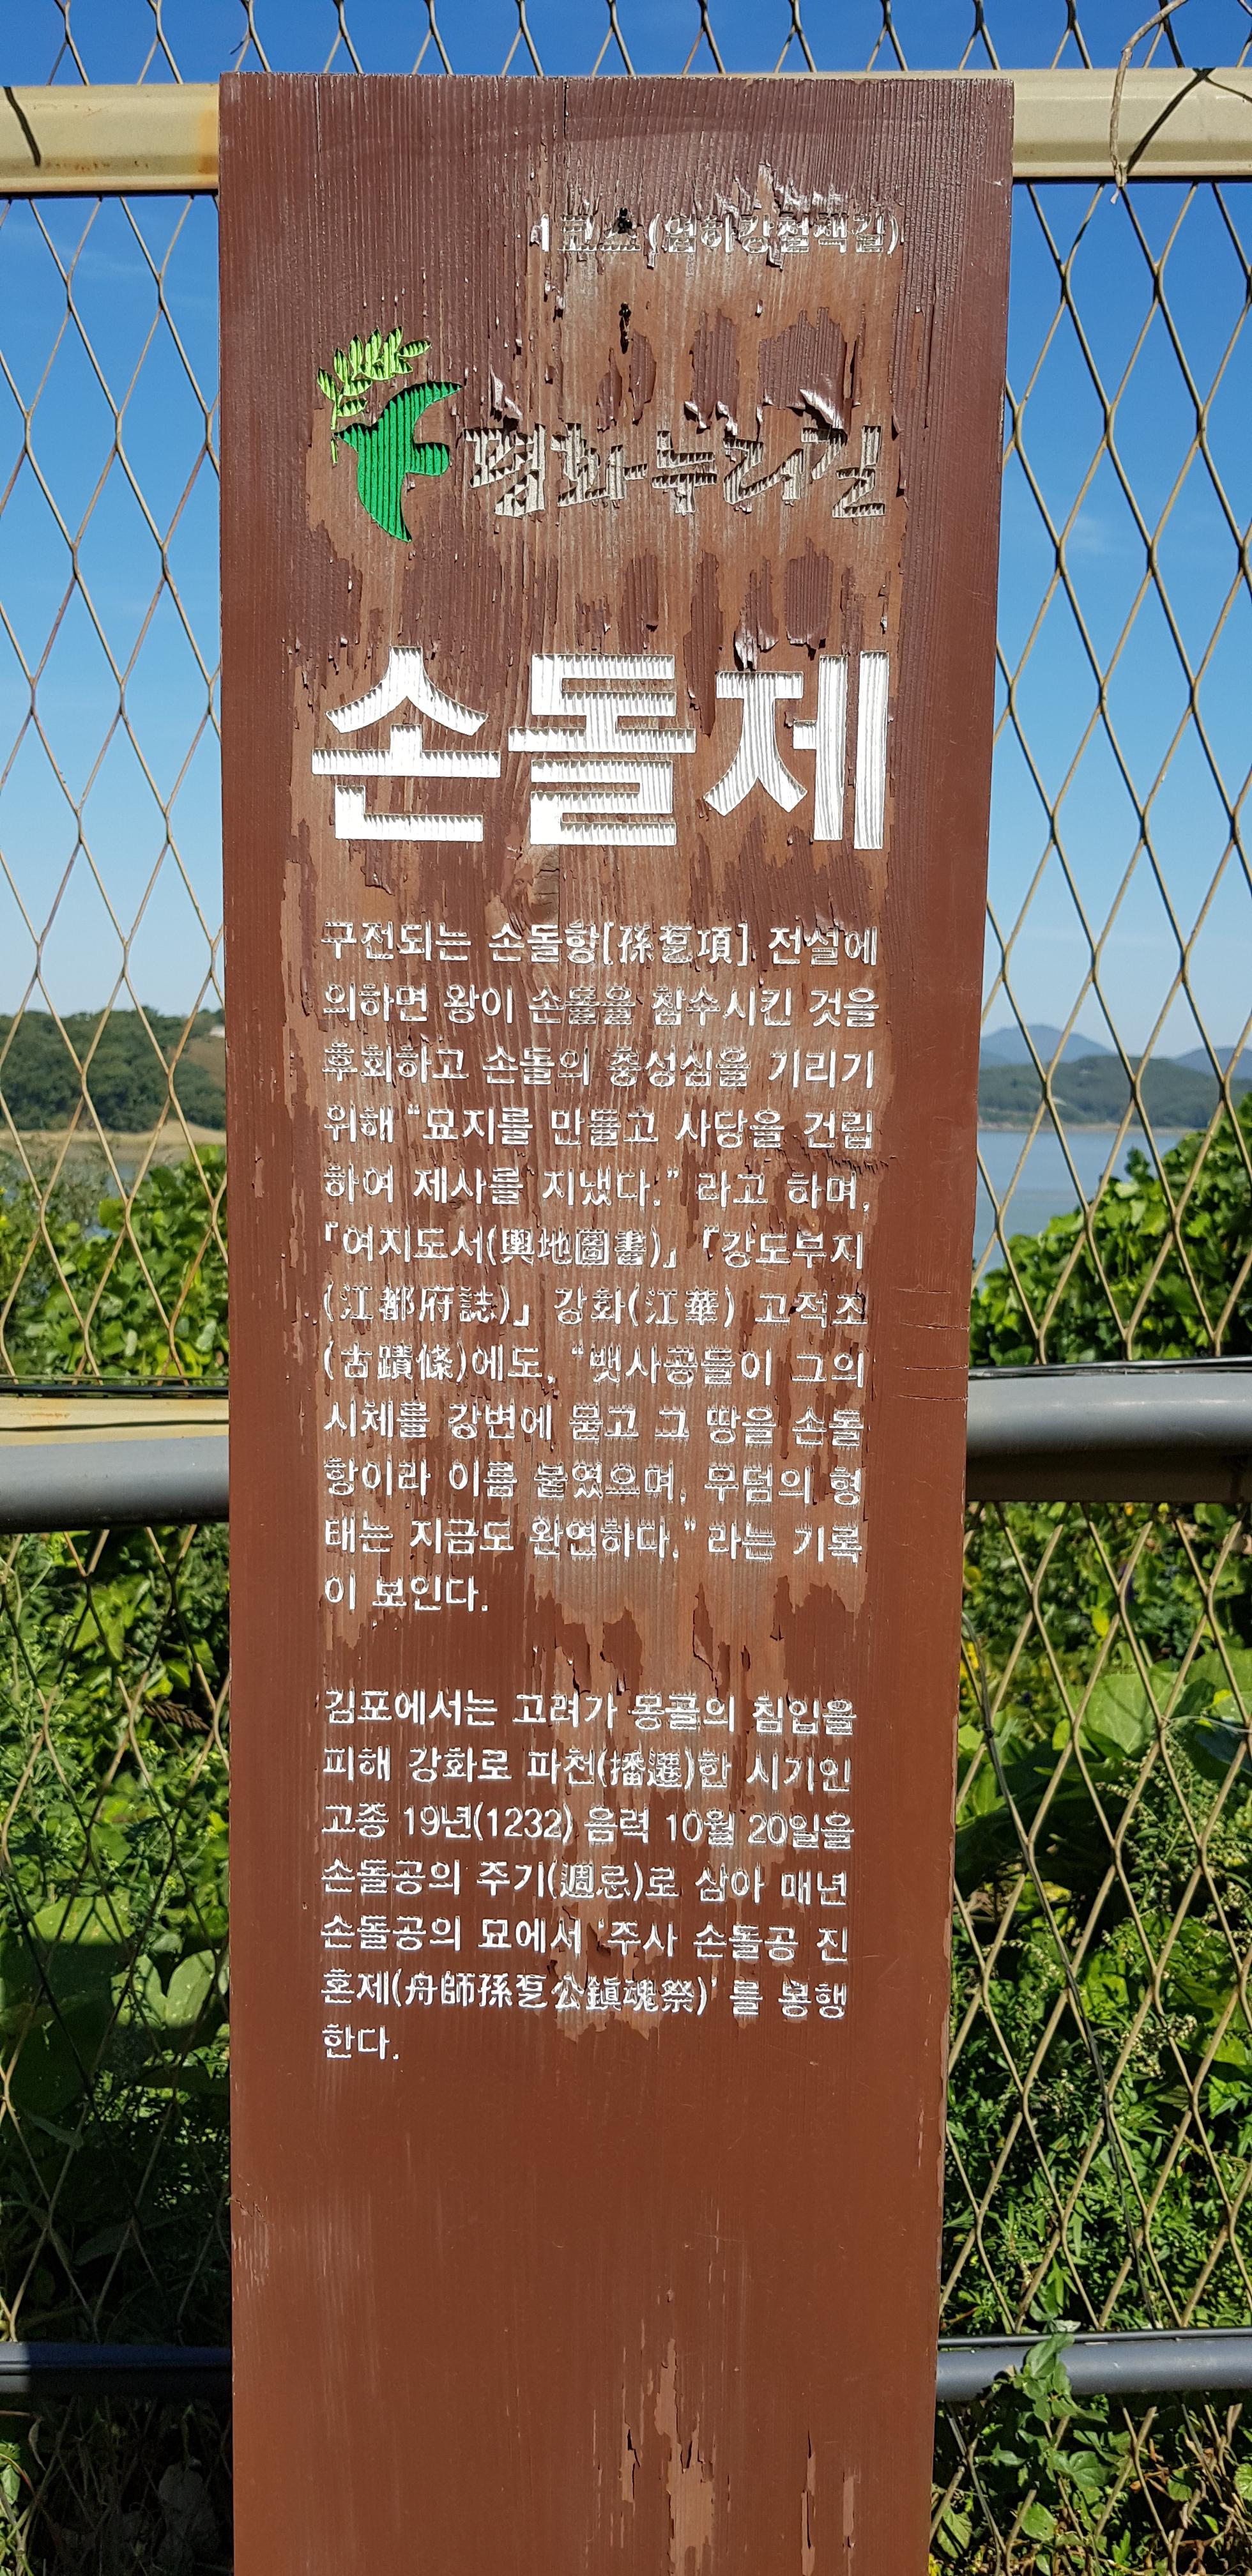 1코스(염하강철책길)
평화누리길
손돌제
구전되는 손돌항[孫乭項] 전설에
의하면 왕이 손돌을 참수시킨 것을
후회하고 손돌의 충성심을 기리기
위해 “묘지를 만들고 사당을 건립
하여 제사를 지냈다.” 라고 하며,
『여지도서(輿地圖書)』『강도부지
(江都府誌)』 강화(江華) 고적조
(古蹟條)에도, “뱃사공들이 그의
시체를 강변에 묻고 그 땅을 손돌
항이라 이름 붙였으며, 무덤의 형
태는 지금도 완연하다.” 라는 기록
이 보인다.
김포에서는 고려가 몽골의 침입을
피해 강화로 파천(播遷)한 시기인
고종 19년(1232) 음력 10월 20일을
손돌공의 주기(週忌)로 삼아 매년
손돌공의 묘에서 ‘주사 손돌공 진
혼제(舟師孫乭公鎭魂祭)’ 를 봉행
한다.